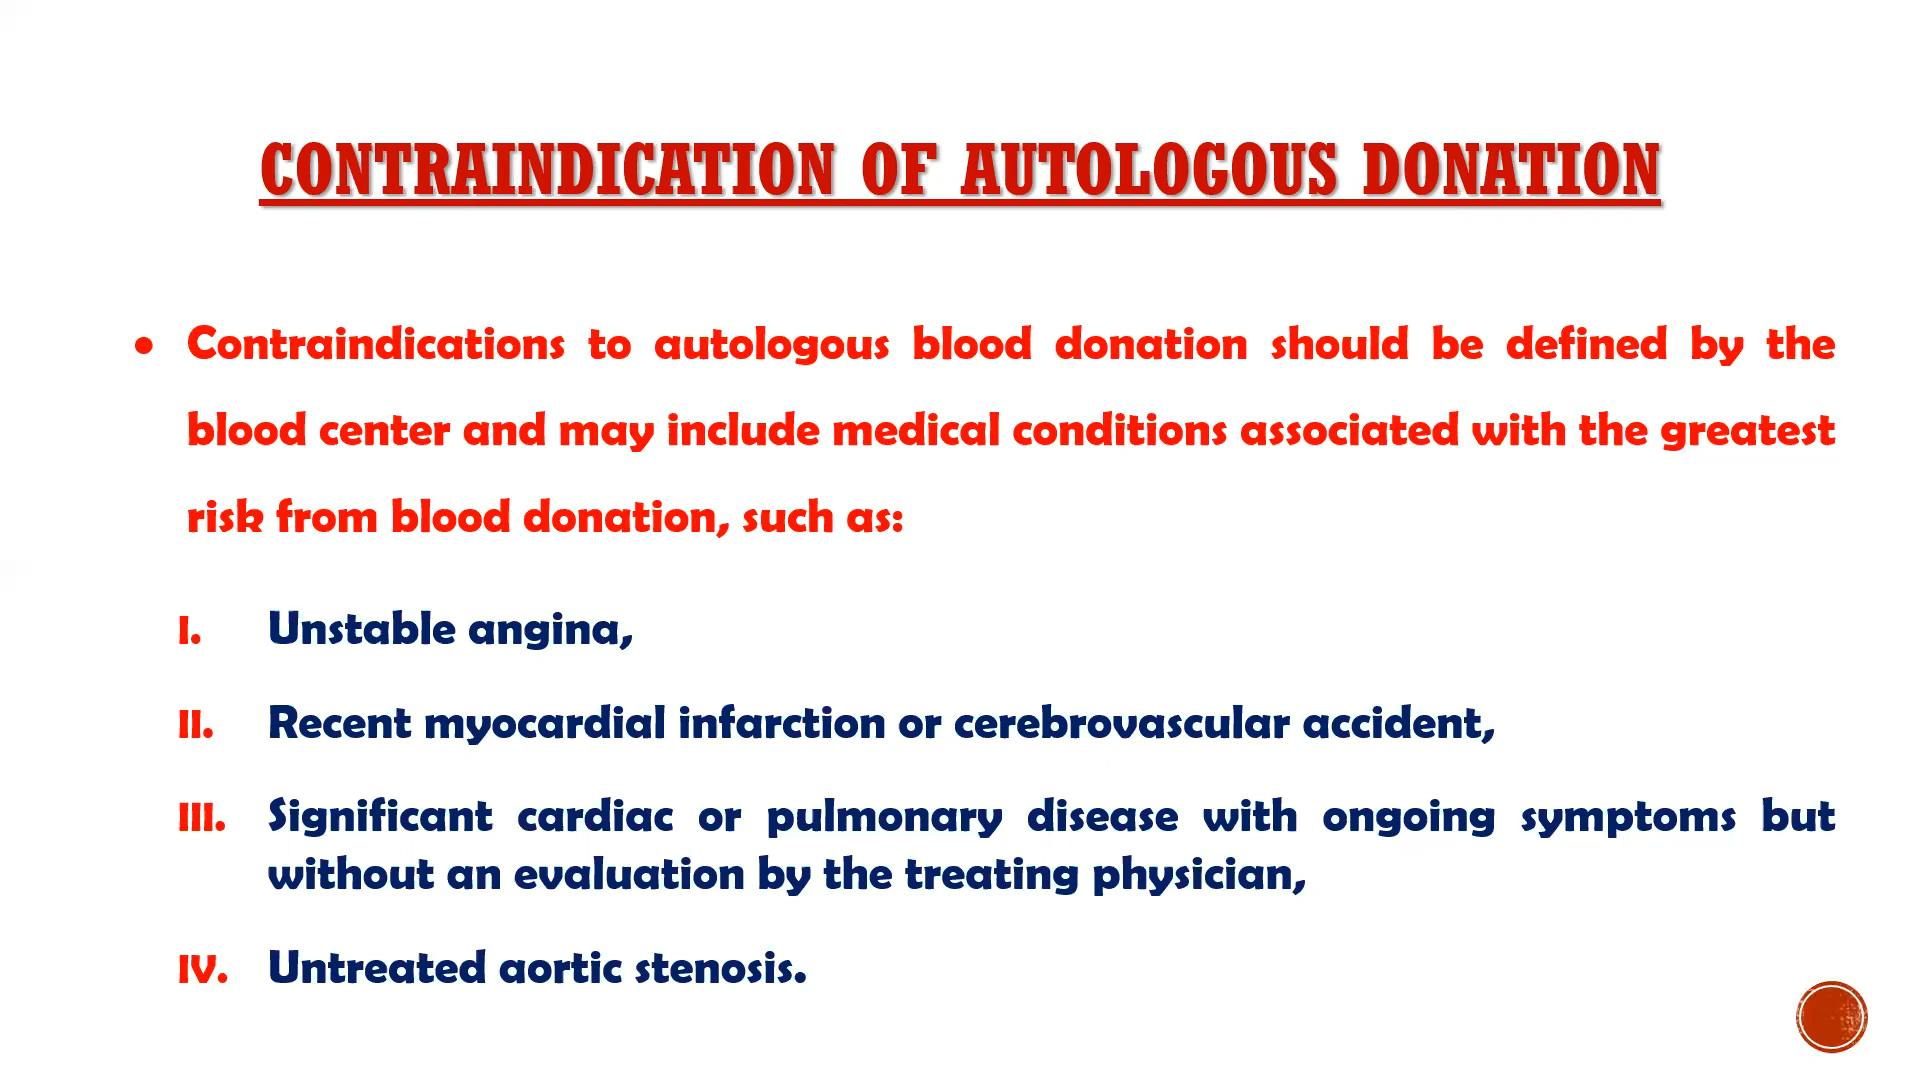 CONTRAINDICATION OF AUTOLOGOUS DONATION
• Contraindications to autologous blood donation should be defined by the
blood center and may include medical conditions associated with the greatest
risk from blood donation, such as:
I. Unstable angina,
II. Recent myocardial infarction or cerebrovascular accident,
III. Significant cardiac or pulmonary disease with ongoing symptoms but
without an evaluation by the treating physician,
IV. Untreated aortic stenosis.